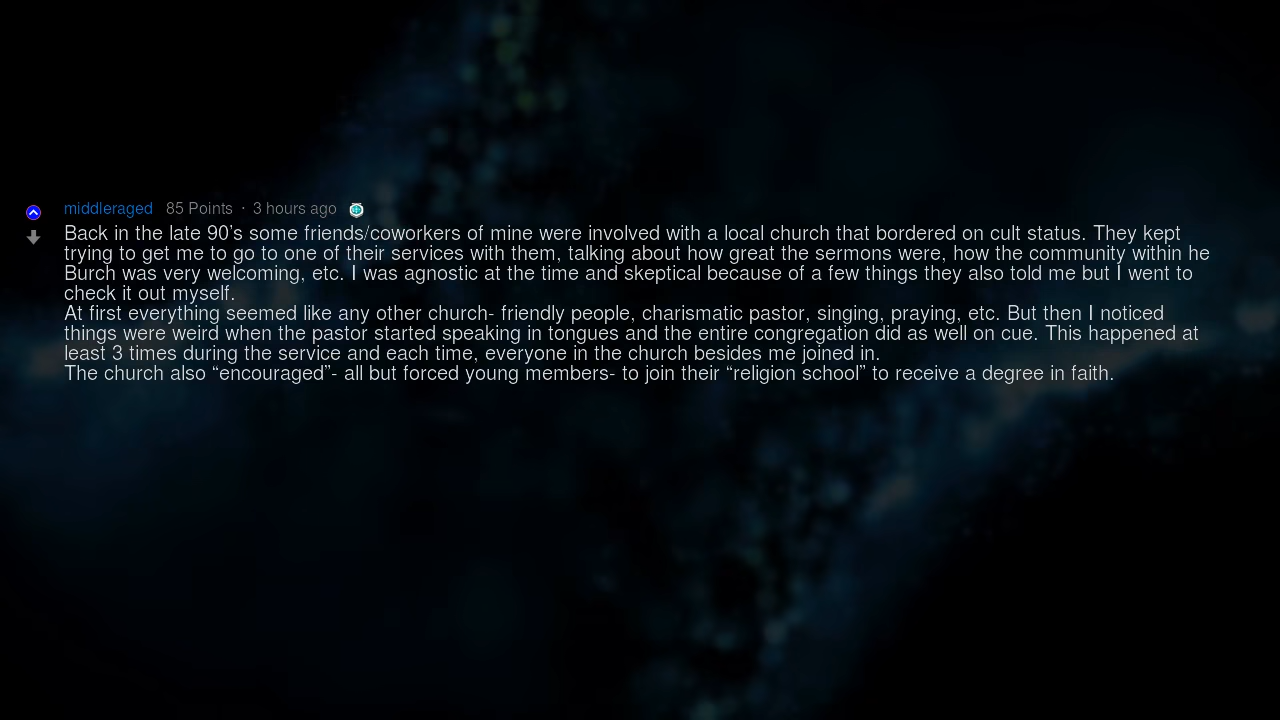 middleraged 85 Points · 3 hours ago
Back in the late 90's some friends/coworkers of mine were involved with a local church that bordered on cult status. They kept
trying to get me to go to one of their services with them, talking about how great the sermons were, how the community within he
Burch was very welcoming, etc. I was agnostic at the time and skeptical because of a few things they also told me but I went to
check it out myself.
At first everything seemed like any other church- friendly people, charismatic pastor, singing, praying, etc. But then I noticed
things were weird when the pastor started speaking in tongues and the entire congregation did as well on cue. This happened at
least 3 times during the service and each time, everyone in the church besides me joined in.
The church also “encouraged”- all but forced young members- to join their “religion school” to receive a degree in faith.